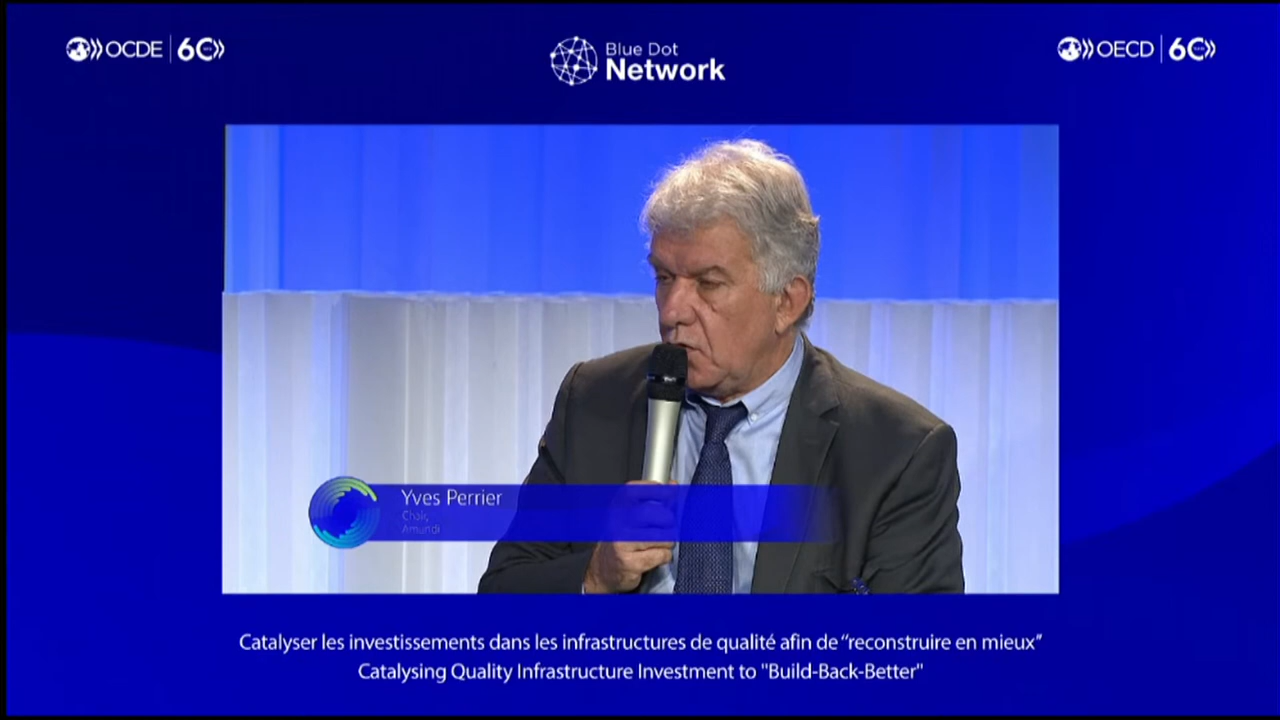 OCDE 60
Blue Dot
Network
OECD 60
Yves Perrier
Chair,
Amundi
Catalyser les investissements dans les infrastructures de qualité afin de “reconstruire en mieux”
Catalysing Quality Infrastructure Investment to "Build-Back-Better"